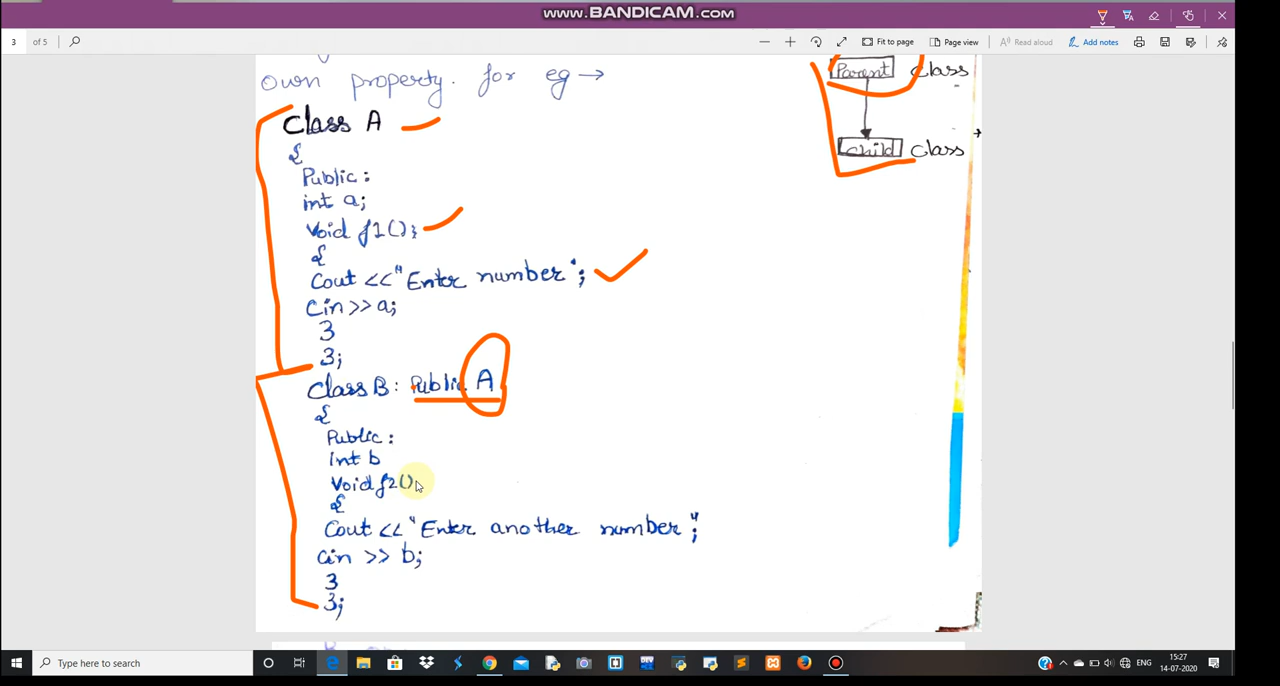 www.BANDICAM.com
3 of 5
Fit to page
Page view
Read aloud
Add notes
own property. for eg →
Parent class
child class
class A
{
Public :
int a;
Void f1();
{
Cout <<"Enter number";
Cin >> a;
}
};
class B : Public A
{
Public :
int b
Void f2()
{
Cout <<"Enter another number";
cin >> b;
}
};
Type here to search
ENG
15:27
14-07-2020